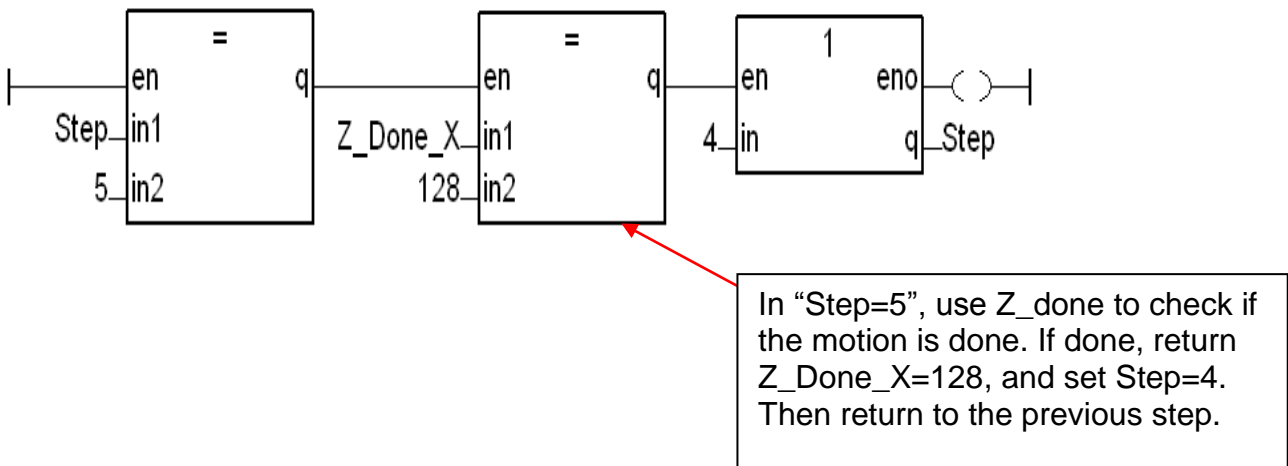 = = 1
en q en q en eno
Step in1 Z_Done_X in1 4 in q Step
5 in2 128 in2
In “Step=5”, use Z_done to check if
the motion is done. If done, return
Z_Done_X=128, and set Step=4.
Then return to the previous step.